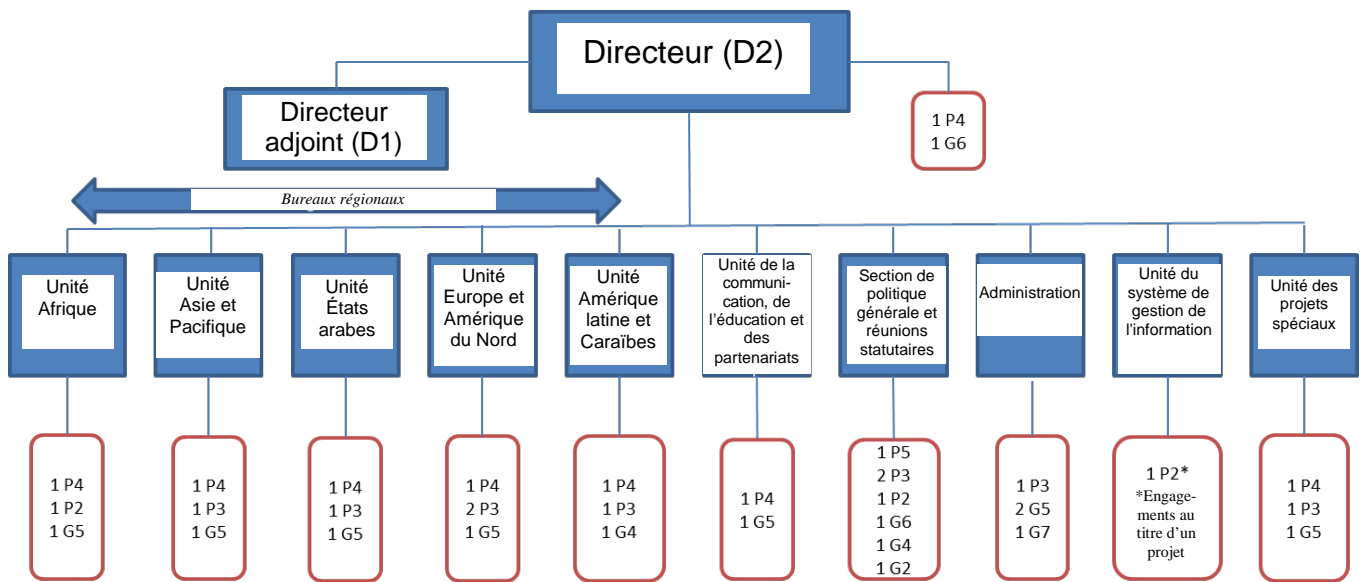 Directeur (D2)
Directeur
adjoint (D1)
1 P4
1 G6
Bureaux régionaux
Unité
Afrique
Unité
Asie et
Pacifique
Unité
États
arabes
Unité
Europe et
Amérique
du Nord
Unité
Amérique
latine et
Caraïbes
Unité de la
communi-
cation, de
l’éducation et
des
partenariats
Section de
politique
générale et
réunions
statutaires
Administration
Unité du
système de
gestion de
l’information
Unité des
projets
spéciaux
1 P4
1 P2
1 G5
1 P4
1 P3
1 G5
1 P4
1 P3
1 G5
1 P4
2 P3
1 G5
1 P4
1 P3
1 G4
1 P4
1 G5
1 P5
2 P3
1 P2
1 G6
1 G4
1 G2
1 P3
2 G5
1 G7
1 P2*
*Engage-
ments au
titre d’un
projet
1 P4
1 P3
1 G5